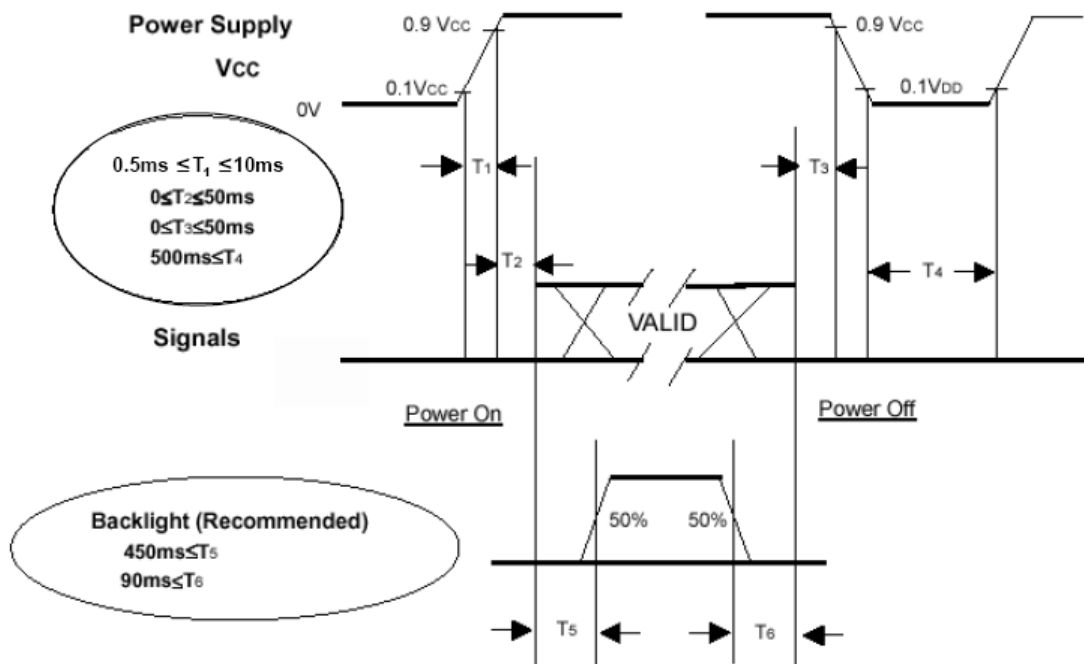 Power Supply
VCC
0.9 VCC
0.9 VCC
0.1VCC
0.1VDD
0V
0.5ms ≤T1 ≤10ms
0≤T2≤50ms
0≤T3≤50ms
500ms≤T4
T1
T3
T2
T4
VALID
Signals
Power On
Power Off
Backlight (Recommended)
450ms≤T5
90ms≤T6
50%
50%
T5
T6